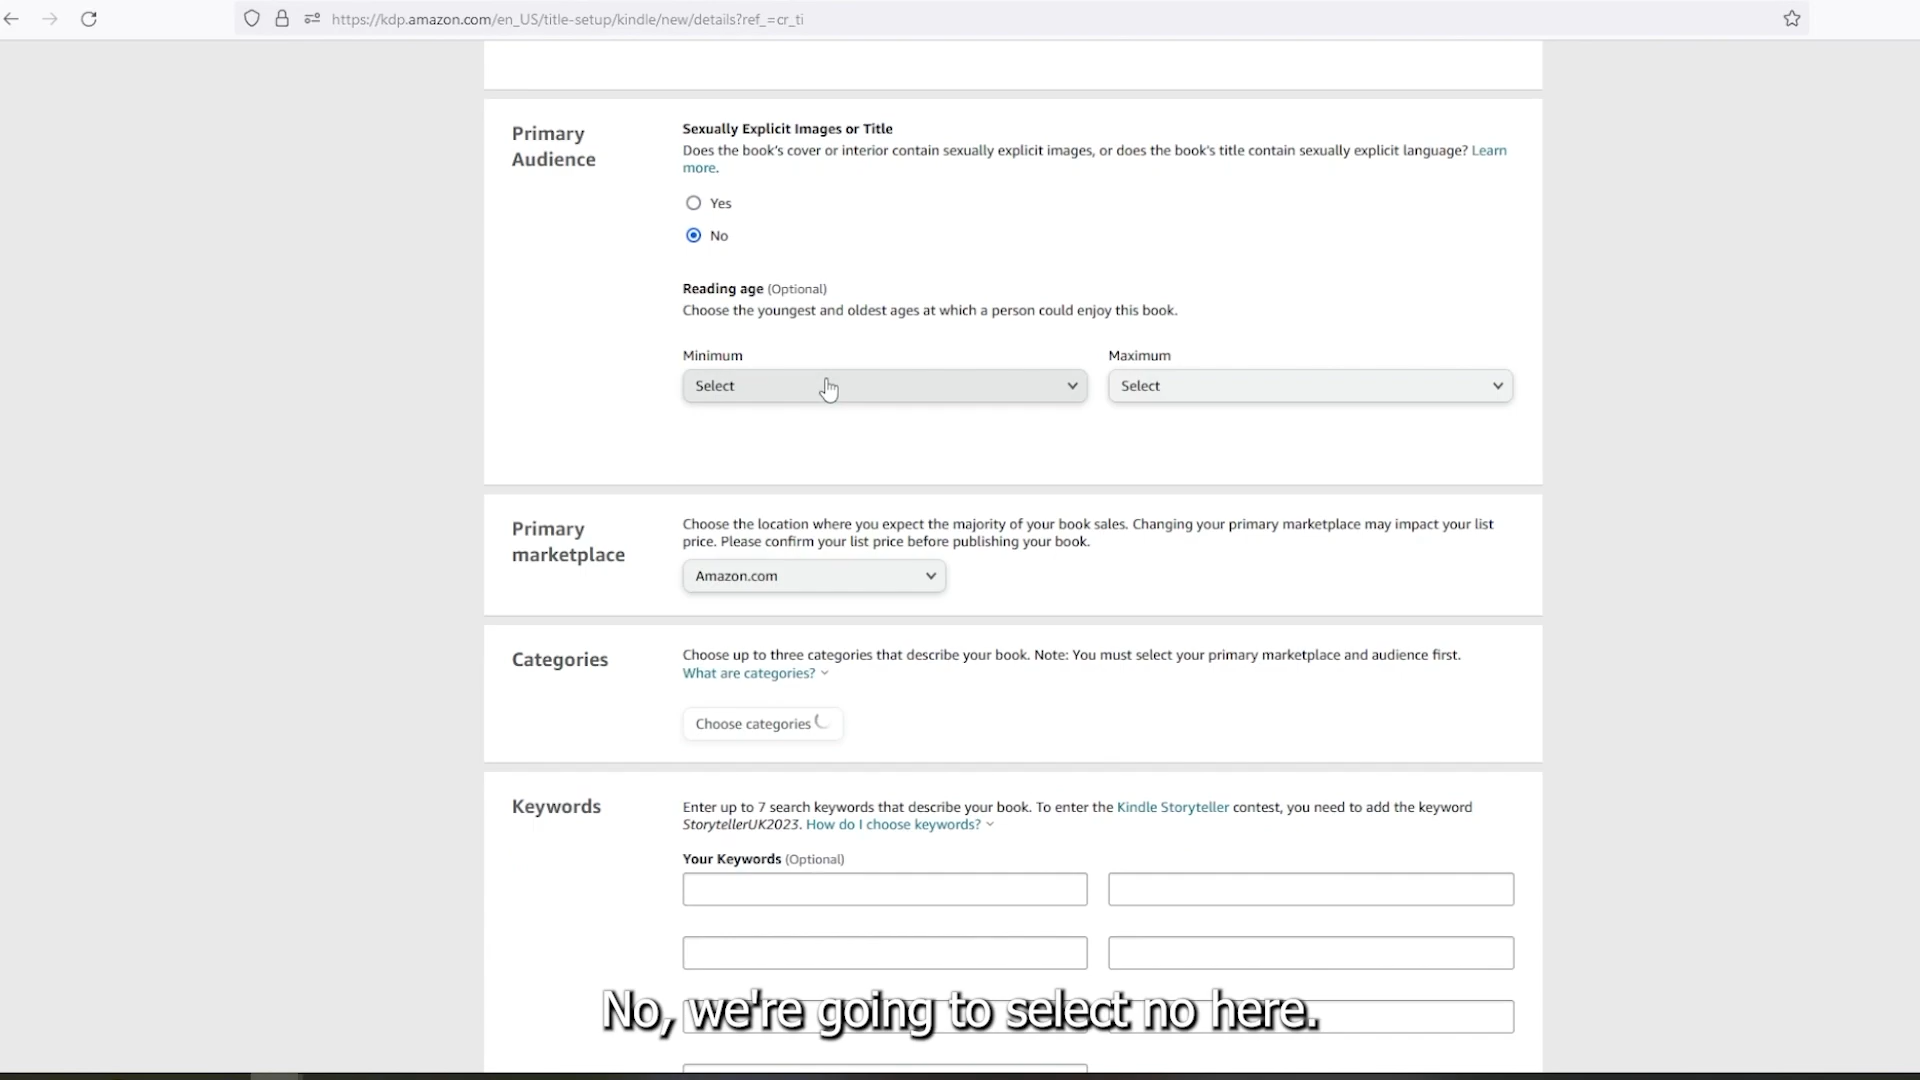 https://kdp.amazon.com/en_US/title-setup/kindle/new/details?ref_=cr_ti
Primary
Audience
Sexually Explicit Images or Title
Does the book's cover or interior contain sexually explicit images, or does the book's title contain sexually explicit language? Learn
more.
Yes
No
Reading age (Optional)
Choose the youngest and oldest ages at which a person could enjoy this book.
Minimum
Maximum
Select
Select
Primary
marketplace
Choose the location where you expect the majority of your book sales. Changing your primary marketplace may impact your list
price. Please confirm your list price before publishing your book.
Amazon.com
Categories
Choose up to three categories that describe your book. Note: You must select your primary marketplace and audience first.
What are categories?
Choose categories
Keywords
Enter up to 7 search keywords that describe your book. To enter the Kindle Storyteller contest, you need to add the keyword
StorytellerUK2023. How do I choose keywords?
Your Keywords (Optional)
No, we're going to select no here.